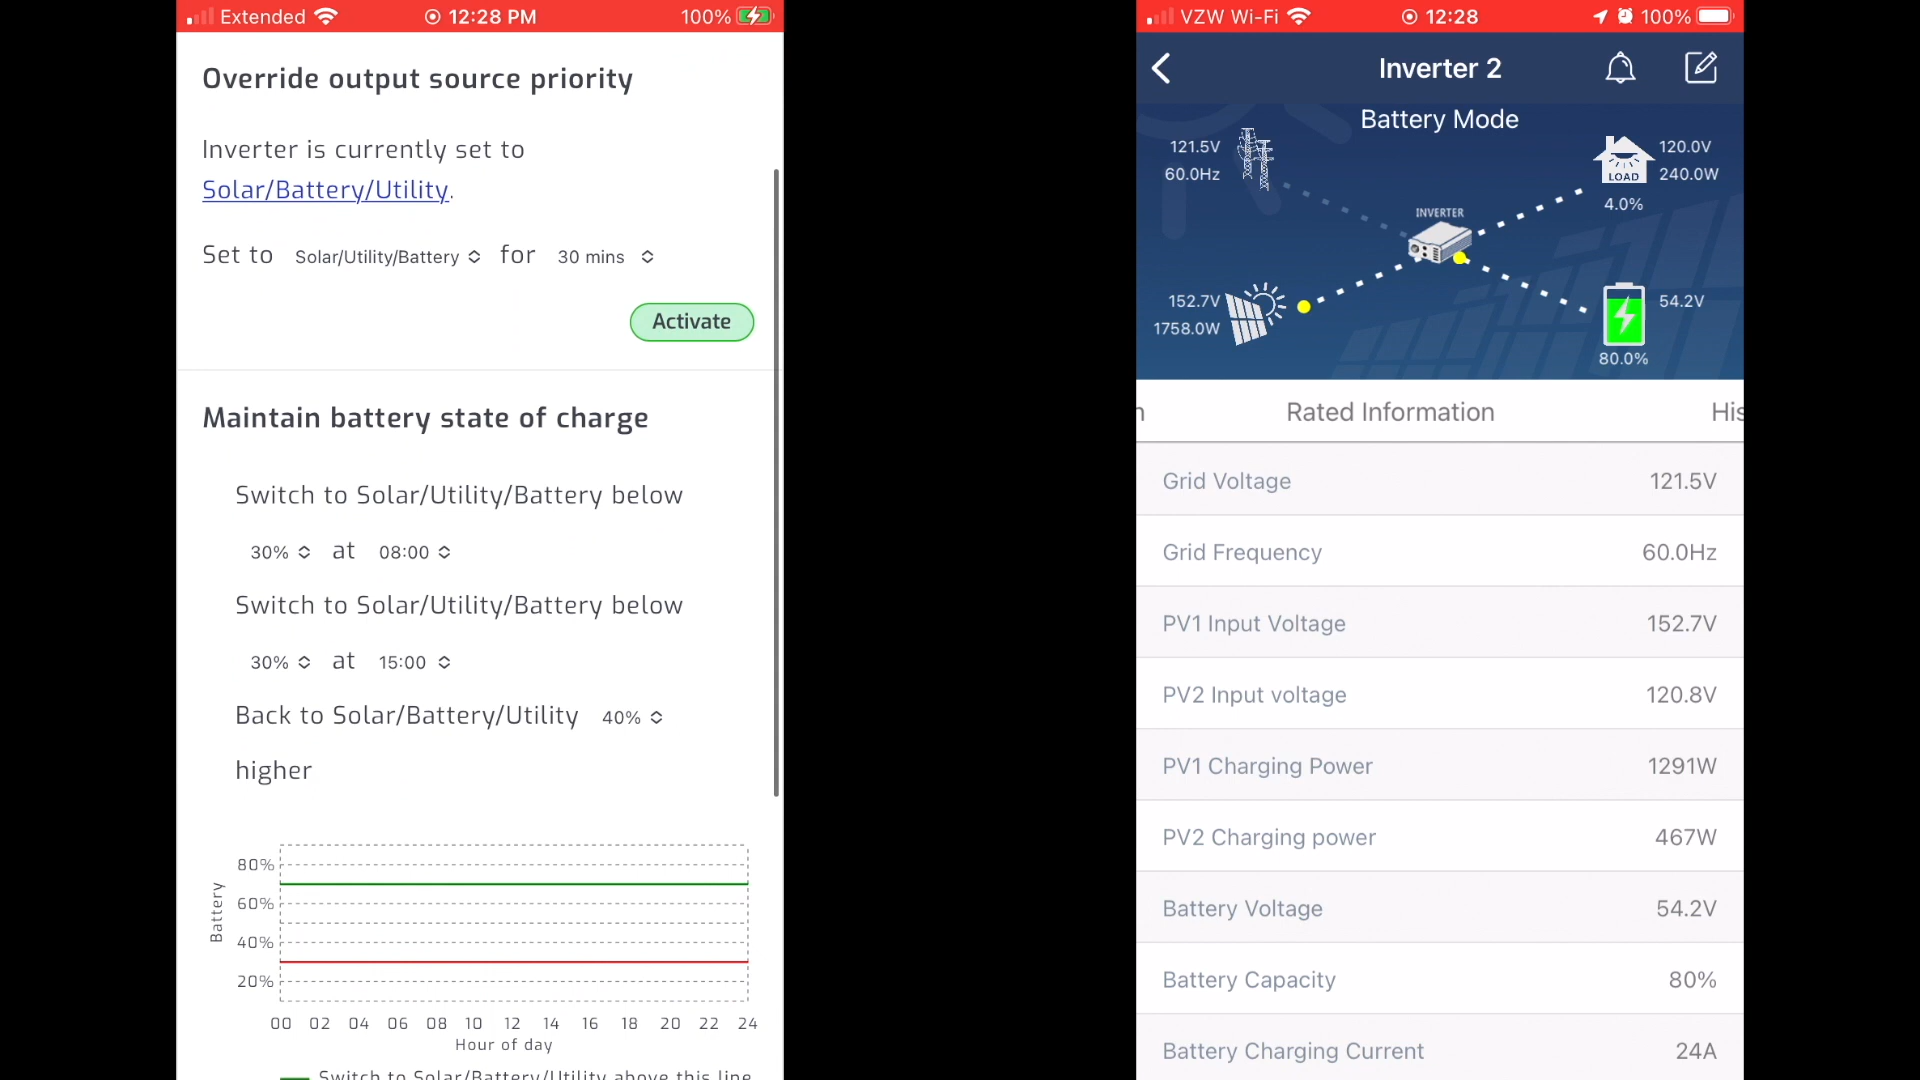 Extended 12:28 PM 100%
Override output source priority
Inverter is currently set to
Solar/Battery/Utility.
Set to Solar/Utility/Battery for 30 mins
Activate
Maintain battery state of charge
Switch to Solar/Utility/Battery below
30% at 08:00
Switch to Solar/Utility/Battery below
30% at 15:00
Back to Solar/Battery/Utility 40%
higher
80%
60%
40%
20%
Battery
00 02 04 06 08 10 12 14 16 18 20 22 24
Hour of day
Switch to Solar/Battery/Utility above this line
VZW Wi-Fi 12:28 100%
Inverter 2
Battery Mode
121.5V
60.0Hz
LOAD
120.0V
240.0W
4.0%
INVERTER
152.7V
1758.0W
54.2V
80.0%
n Rated Information His
Grid Voltage 121.5V
Grid Frequency 60.0Hz
PV1 Input Voltage 152.7V
PV2 Input voltage 120.8V
PV1 Charging Power 1291W
PV2 Charging power 467W
Battery Voltage 54.2V
Battery Capacity 80%
Battery Charging Current 24A